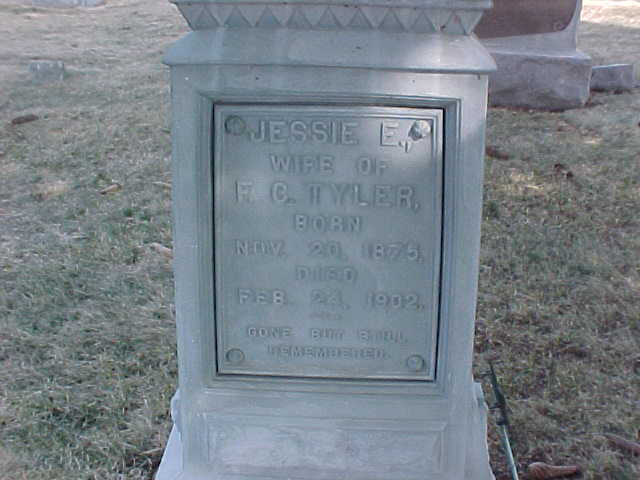 JESSIE E.,
WIFE OF
F. C. TYLER,
BORN
NOV. 20, 1875,
DIED
FEB. 24, 1902.
GONE BUT STILL
REMEMBERED.